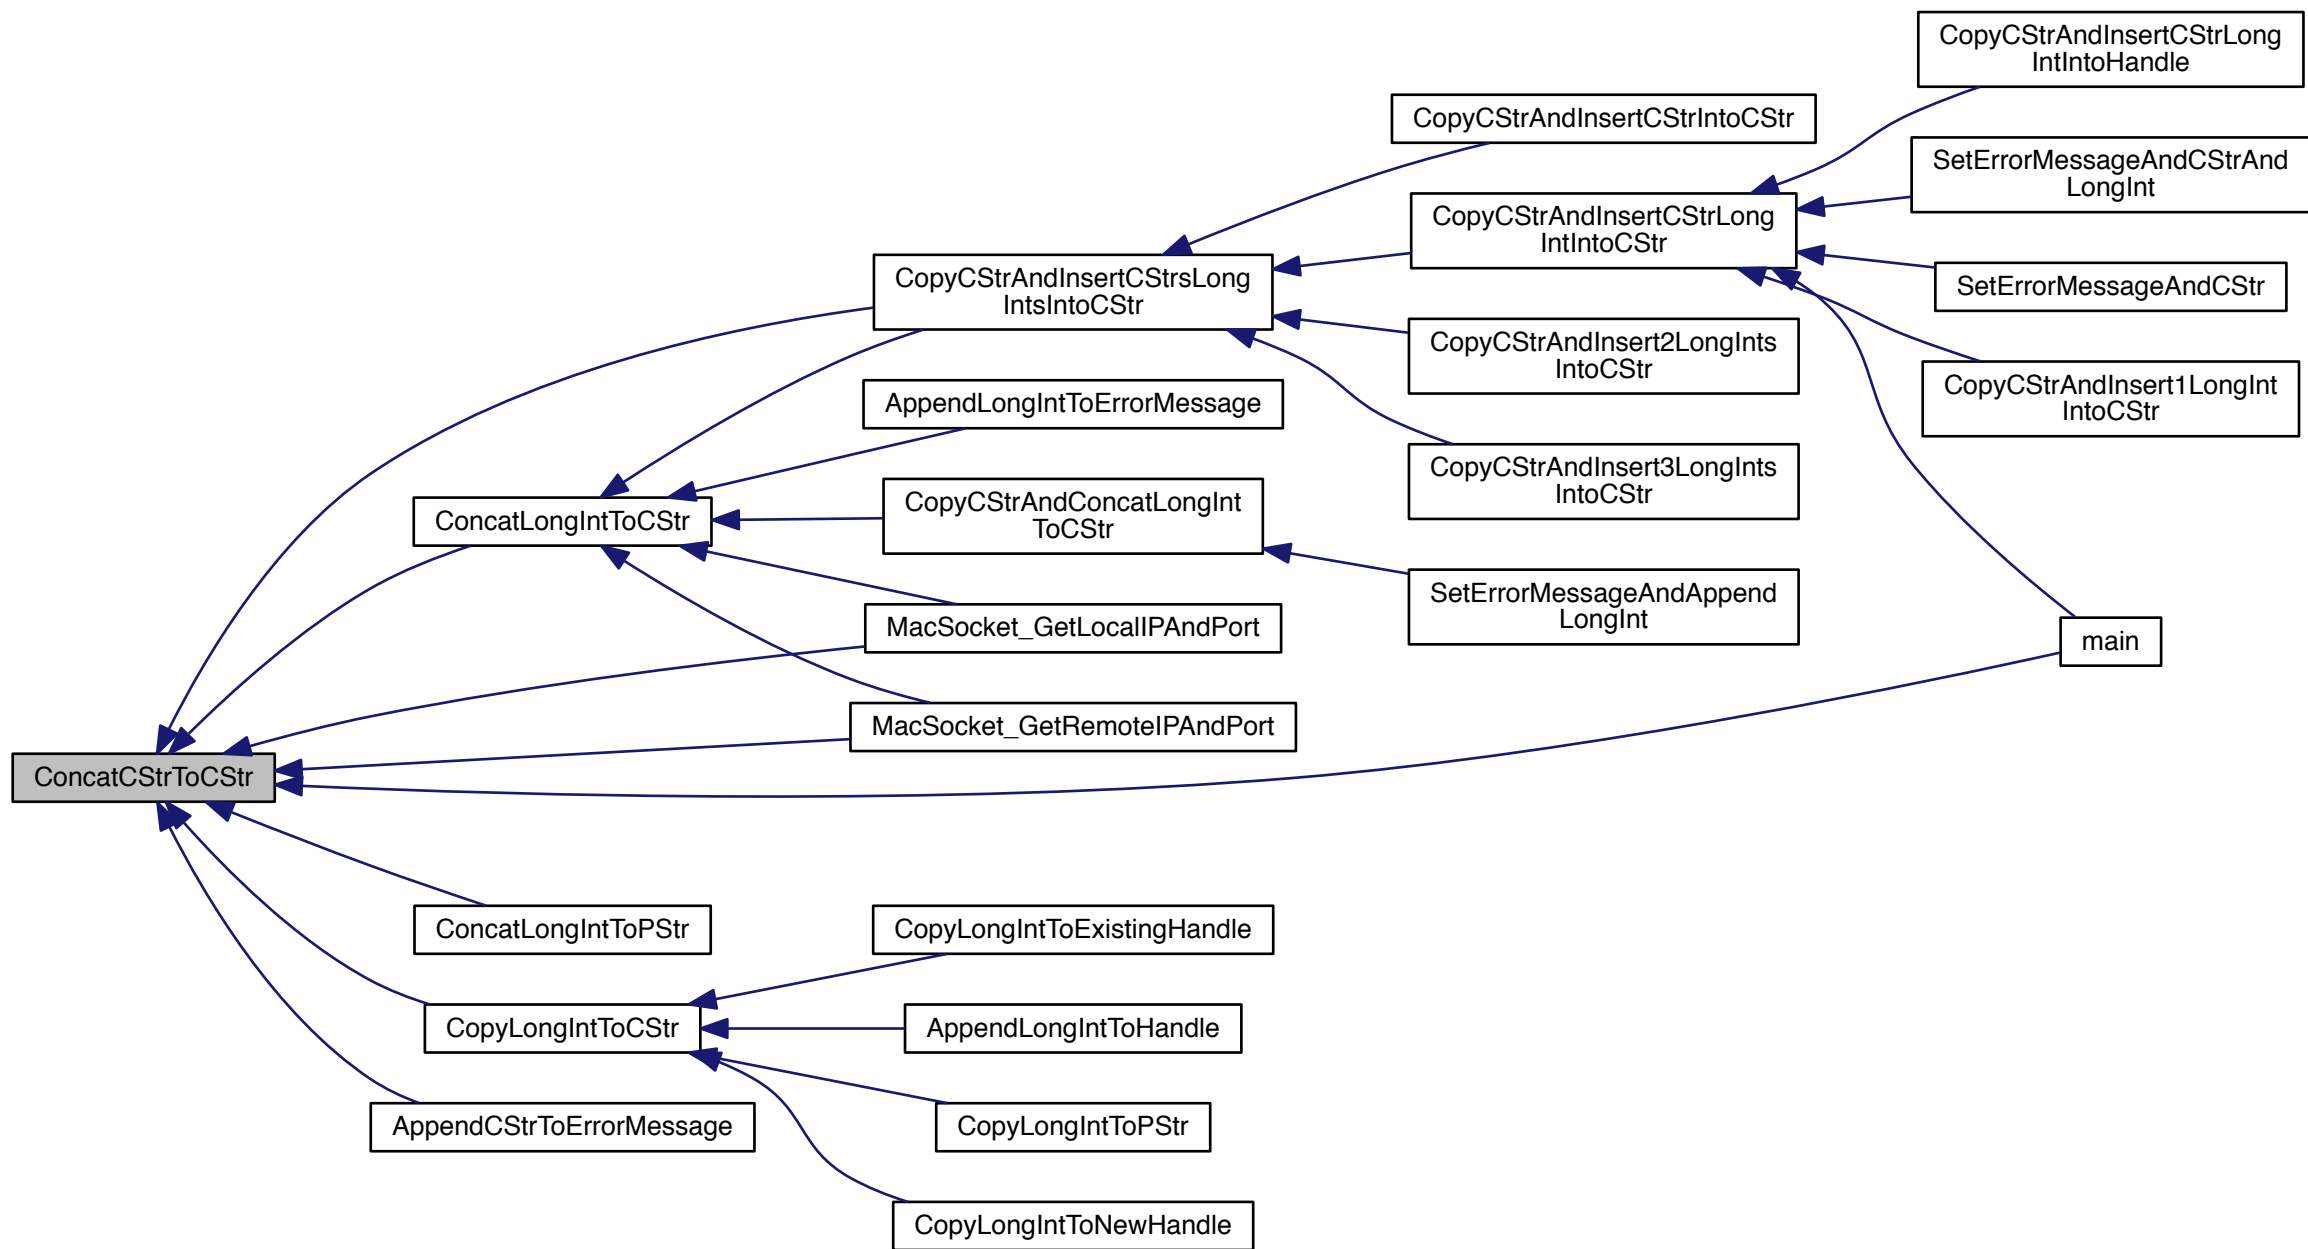 CopyCStrAndInsertCStrLong
IntIntoHandle
CopyCStrAndInsertCStrIntoCStr
SetErrorMessageAndCStrAnd
LongInt
CopyCStrAndInsertCStrLong
IntIntoCStr
CopyCStrAndInsertCStrsLong
IntsIntoCStr
SetErrorMessageAndCStr
CopyCStrAndInsert2LongInts
IntoCStr
CopyCStrAndInsert1LongInt
IntoCStr
AppendLongIntToErrorMessage
CopyCStrAndInsert3LongInts
IntoCStr
ConcatLongIntToCStr
CopyCStrAndConcatLongInt
ToCStr
SetErrorMessageAndAppend
LongInt
MacSocket_GetLocalIPAndPort
main
MacSocket_GetRemoteIPAndPort
ConcatCStrToCStr
ConcatLongIntToPStr
CopyLongIntToExistingHandle
CopyLongIntToCStr
AppendLongIntToHandle
AppendCStrToErrorMessage
CopyLongIntToPStr
CopyLongIntToNewHandle